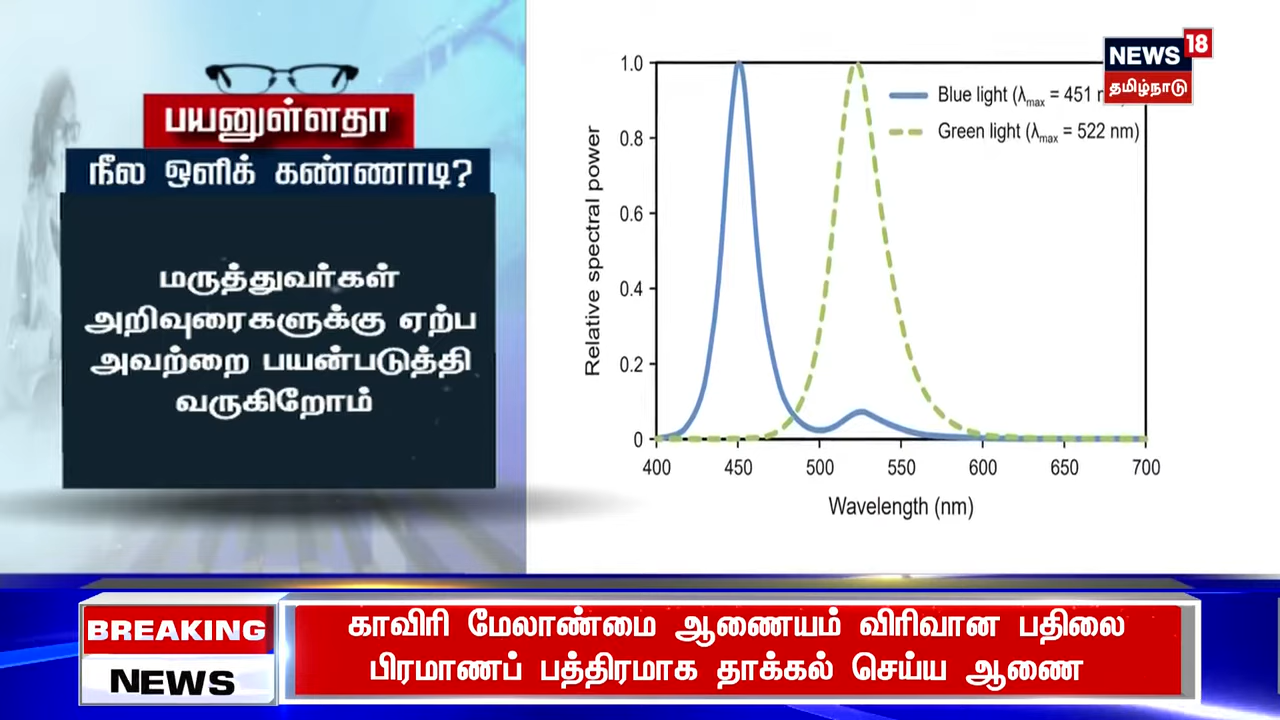 பயனுள்ளதா
நீல ஒளிக் கண்ணாடி?
மருத்துவர்கள்
அறிவுரைகளுக்கு ஏற்ப
அவற்றை பயன்படுத்தி
வருகிறோம்
NEWS 18
தமிழ்நாடு
Blue light (λmax = 451
Green light (λmax = 522 nm)
Relative spectral power
1.0
0.8
0.6
0.4
0.2
0
400 450 500 550 600 650 700
Wavelength (nm)
BREAKING
NEWS
காவிரி மேலாண்மை ஆணையம் விரிவான பதிலை
பிரமாணப் பத்திரமாக தாக்கல் செய்ய ஆணை